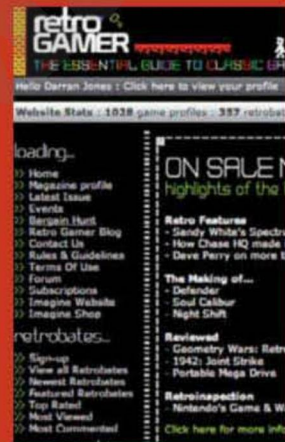 retro
GAMER
THE ESSENTIAL GUIDE TO CLASSIC
Hello Darran Jones : Click here to view your profile
Website Stats : 1028 game profiles : 357
loading...
>> Home
>> Magazine profile
>> Latest Issue
>> Events
>> Bargain Hunt
>> Retro Gamer Blog
>> Contact Us
>> Rules & Guidelines
>> Terms Of Use
>> Forum
>> Subscriptions
>> Imagine Website
>> Imagine Shop
retrobates...
>> Sign-up
>> View all Retrobates
>> Newest Retrobates
>> Featured Retrobates
>> Top Rated
>> Most Viewed
>> Most Commented
ON SALE
highlights of the
Retro Features
- Sandy White's Spectru
- How Chase HQ made
- Dave Perry on more t
The Making of...
- Defender
- Soul Calibur
- Night Shift
Reviewed
- Geometry Wars: Retr
- 1942: Joint Strike
- Portable Mega Drive
Retroinspection
- Nintendo's Game & W
Click here for more info